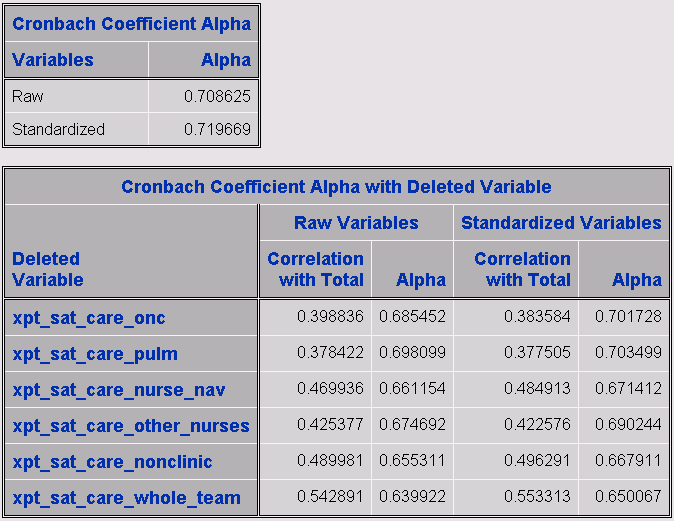 Cronbach Coefficient Alpha
Variables Alpha
Raw 0.708625
Standardized 0.719669
Cronbach Coefficient Alpha with Deleted Variable
Deleted Variable Raw Variables Standardized Variables
Correlation with Total Alpha Correlation with Total Alpha
xpt_sat_care_onc 0.398836 0.685452 0.383584 0.701728
xpt_sat_care_pulm 0.378422 0.698099 0.377505 0.703499
xpt_sat_care_nurse_nav 0.469936 0.661154 0.484913 0.671412
xpt_sat_care_other_nurses 0.425377 0.674692 0.422576 0.690244
xpt_sat_care_nonclinic 0.489981 0.655311 0.496291 0.667911
xpt_sat_care_whole_team 0.542891 0.639922 0.553313 0.650067